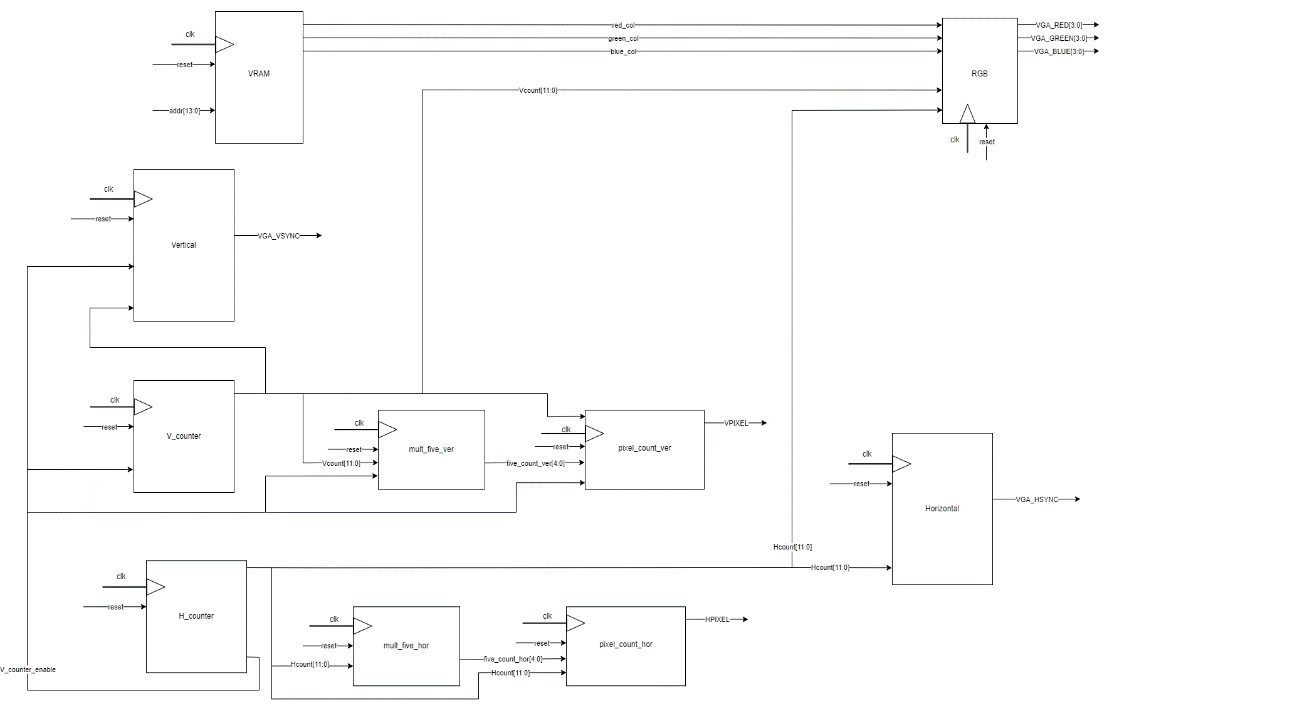 red_col
VGA_RED[3:0]
clk
green_col
VGA_GREEN[3:0]
blue_col
VGA_BLUE[3:0]
reset
VRAM
RGB
Vcount[11:0]
addr[13:0]
clk
reset
clk
reset
VGA_VSYNC
Vertical
clk
reset
V_counter
clk
reset
Vcount[11:0]
mult_five_ver
five_count_ver[4:0]
clk
reset
pixel_count_ver
VPIXEL
clk
reset
Horizontal
VGA_HSYNC
Hcount[11:0]
Hcount[11:0]
clk
reset
H_counter
V_counter_enable
clk
reset
Hcount[11:0]
mult_five_hor
five_count_hor[4:0]
Hcount[11:0]
clk
reset
pixel_count_hor
HPIXEL